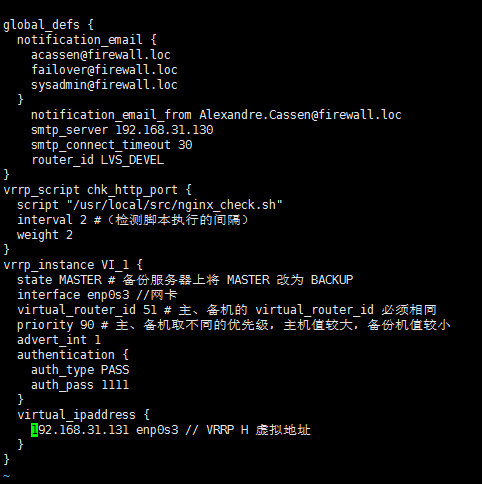 global_defs {
notification_email {
acassen@firewall.loc
failover@firewall.loc
sysadmin@firewall.loc
}
notification_email_from Alexandre.Cassen@firewall.loc
smtp_server 192.168.31.130
smtp_connect_timeout 30
router_id LVS_DEVEL
}
vrrp_script chk_http_port {
script "/usr/local/src/nginx_check.sh"
interval 2 #（检测脚本执行的间隔）
weight 2
}
vrrp_instance VI_1 {
state MASTER # 备份服务器上将 MASTER 改为 BACKUP
interface enp0s3 //网卡
virtual_router_id 51 # 主、备机的 virtual_router_id 必须相同
priority 90 # 主、备机取不同的优先级，主机值较大，备份机值较小
advert_int 1
authentication {
auth_type PASS
auth_pass 1111
}
virtual_ipaddress {
192.168.31.131 enp0s3 // VRRP H 虚拟地址
}
}
~